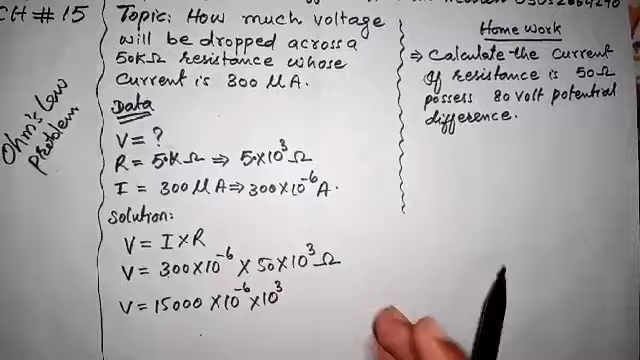 CH # 15
Ohm's Law
Problem
Topic: How much voltage
will be dropped across a
50KΩ resistance whose
current is 300 μA.
Data
V = ?
R = 50KΩ ⇒ 50×10³ Ω
I = 300 μA ⇒ 300×10⁻⁶ A.
Solution:
V = I×R
V = 300×10⁻⁶ × 50×10³ Ω
V = 15000 ×10⁻⁶ ×10³
Home Work
⇒ Calculate the current
If resistance is 50Ω
possess 80 volt potential
difference.